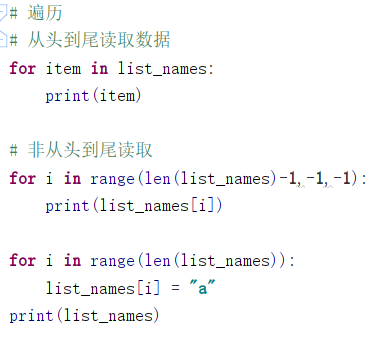 # 遍历
# 从头到尾读取数据
for item in list_names:
    print(item)
# 非从头到尾读取
for i in range(len(list_names)-1,-1,-1):
    print(list_names[i])
for i in range(len(list_names)):
    list_names[i] = "a"
print(list_names)